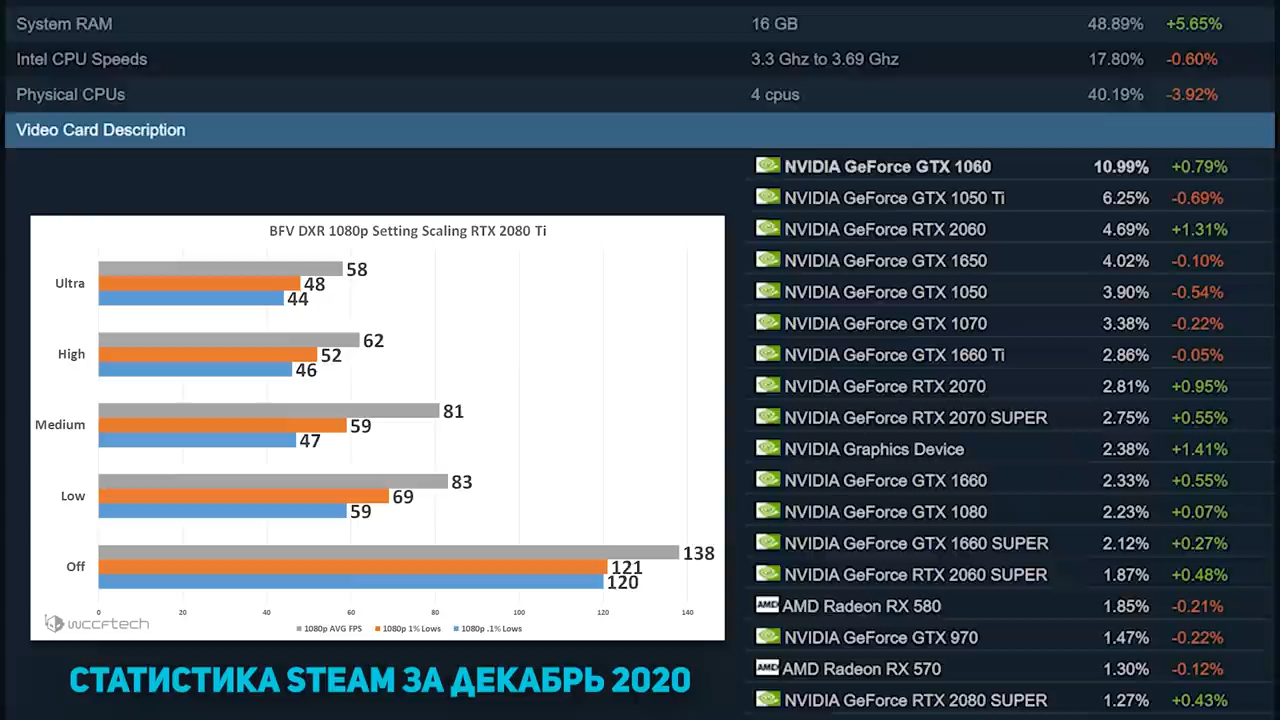 System RAM 16 GB 48.89% +5.65%
Intel CPU Speeds 3.3 Ghz to 3.69 Ghz 17.80% -0.60%
Physical CPUs 4 cpus 40.19% -3.92%
Video Card Description
NVIDIA GeForce GTX 1060 10.99% +0.79%
NVIDIA GeForce GTX 1050 Ti 6.25% -0.69%
NVIDIA GeForce RTX 2060 4.69% +1.31%
NVIDIA GeForce GTX 1650 4.02% -0.10%
NVIDIA GeForce GTX 1050 3.90% -0.54%
NVIDIA GeForce GTX 1070 3.38% -0.22%
NVIDIA GeForce GTX 1660 Ti 2.86% -0.05%
NVIDIA GeForce RTX 2070 2.81% +0.95%
NVIDIA GeForce RTX 2070 SUPER 2.75% +0.55%
NVIDIA Graphics Device 2.38% +1.41%
NVIDIA GeForce GTX 1660 2.33% +0.55%
NVIDIA GeForce GTX 1080 2.23% +0.07%
NVIDIA GeForce GTX 1660 SUPER 2.12% +0.27%
NVIDIA GeForce RTX 2060 SUPER 1.87% +0.48%
AMD AMD Radeon RX 580 1.85% -0.21%
NVIDIA GeForce GTX 970 1.47% -0.22%
AMD AMD Radeon RX 570 1.30% -0.12%
NVIDIA GeForce RTX 2080 SUPER 1.27% +0.43%
BFV DXR 1080p Setting Scaling RTX 2080 Ti
58
Ultra 48
44
62
High 52
46
81
Medium 59
47
83
Low 69
59
138
Off 121
120
0 20 40 60 80 100 120 140
wccftech
1080p AVG FPS 1080p 1% Lows 1080p .1% Lows
СТАТИСТИКА STEAM ЗА ДЕКАБРЬ 2020